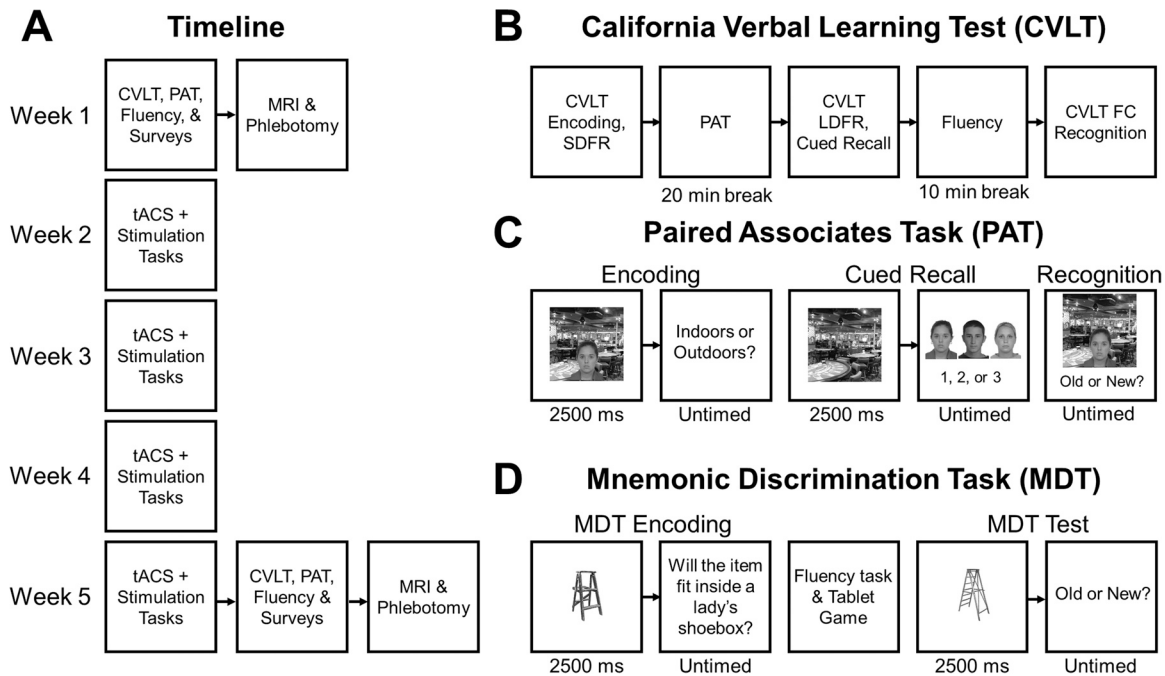 A
Timeline
Week 1
CVLT, PAT,
Fluency, &
Surveys
MRI &
Phlebotomy
Week 2
tACS +
Stimulation
Tasks
Week 3
tACS +
Stimulation
Tasks
Week 4
tACS +
Stimulation
Tasks
Week 5
tACS +
Stimulation
Tasks
CVLT, PAT,
Fluency &
Surveys
MRI &
Phlebotomy
B
California Verbal Learning Test (CVLT)
CVLT
Encoding,
SDFR
PAT
20 min break
CVLT
LDFR,
Cued Recall
Fluency
10 min break
CVLT FC
Recognition
C
Paired Associates Task (PAT)
Encoding
Cued Recall
Recognition
Indoors or
Outdoors?
1, 2, or 3
Old or New?
2500 ms
Untimed
2500 ms
Untimed
Untimed
D
Mnemonic Discrimination Task (MDT)
MDT Encoding
MDT Test
Will the item
fit inside a
lady's
shoebox?
Fluency task
& Tablet
Game
Old or New?
2500 ms
Untimed
2500 ms
Untimed